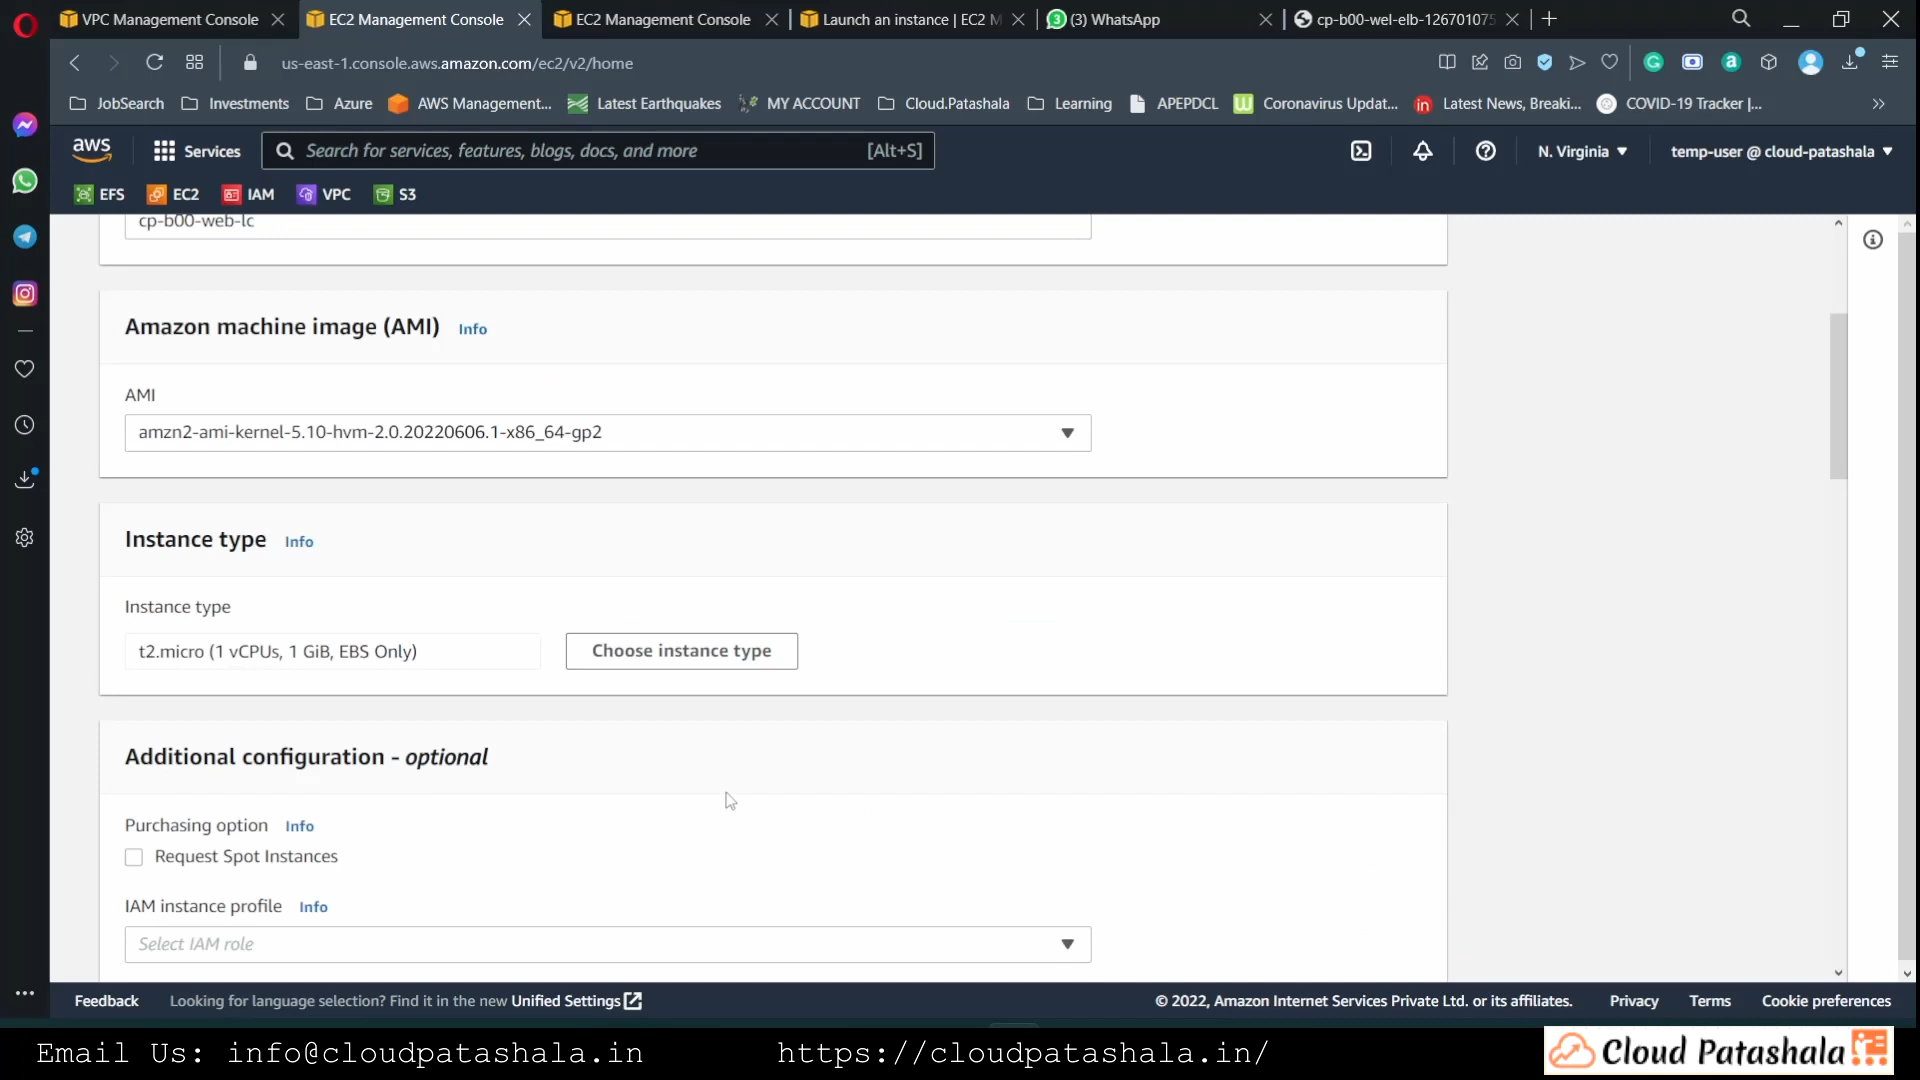 VPC Management Console
EC2 Management Console
EC2 Management Console
Launch an instance | EC2 M
(3) WhatsApp
cp-b00-wel-elb-126701075
us-east-1.console.aws.amazon.com/ec2/v2/home
JobSearch
Investments
Azure
AWS Management...
Latest Earthquakes
MY ACCOUNT
Cloud.Patashala
Learning
APEPDCL
Coronavirus Updat...
Latest News, Breaki...
COVID-19 Tracker |...
aws
Services
Search for services, features, blogs, docs, and more
[Alt+S]
N. Virginia
temp-user @ cloud-patashala
EFS
EC2
IAM
VPC
S3
cp-b00-web-lc
Amazon machine image (AMI) Info
AMI
amzn2-ami-kernel-5.10-hvm-2.0.20220606.1-x86_64-gp2
Instance type Info
Instance type
t2.micro (1 vCPUs, 1 GiB, EBS Only)
Choose instance type
Additional configuration - optional
Purchasing option Info
Request Spot Instances
IAM instance profile Info
Select IAM role
Feedback
Looking for language selection? Find it in the new Unified Settings
© 2022, Amazon Internet Services Private Ltd. or its affiliates.
Privacy
Terms
Cookie preferences
Email Us: info@cloudpatashala.in
https://cloudpatashala.in/
Cloud Patashala